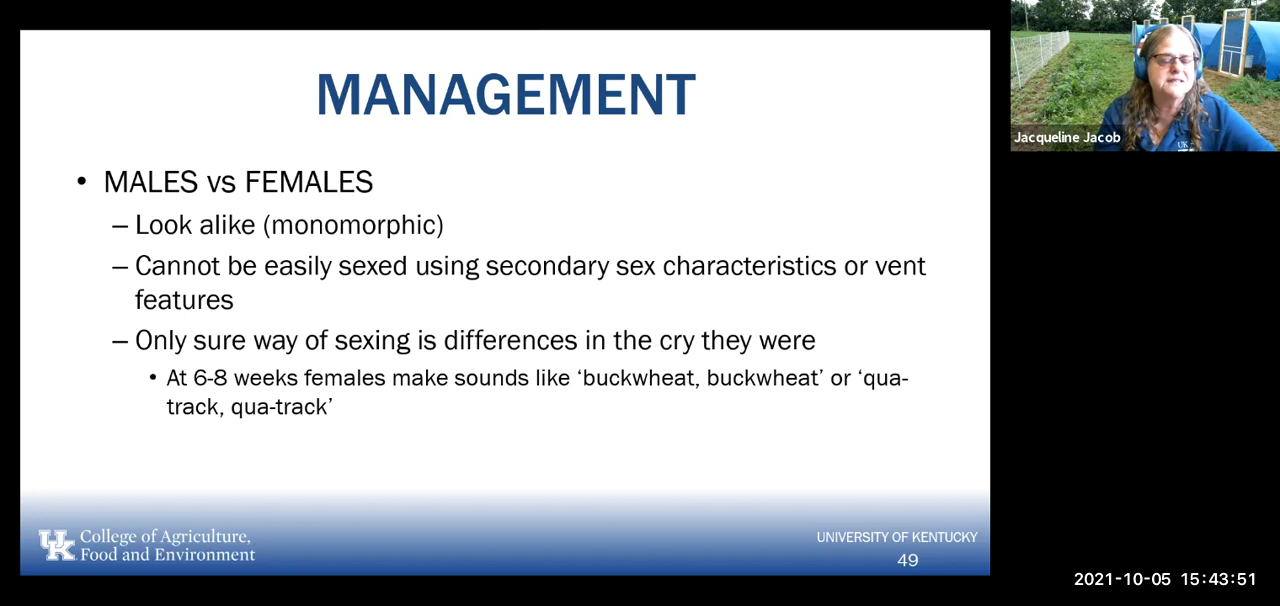 MANAGEMENT
• MALES vs FEMALES
– Look alike (monomorphic)
– Cannot be easily sexed using secondary sex characteristics or vent
features
– Only sure way of sexing is differences in the cry they were
• At 6-8 weeks females make sounds like ‘buckwheat, buckwheat’ or ‘qua-
track, qua-track’
UK College of Agriculture,
Food and Environment
UNIVERSITY OF KENTUCKY
49
Jacqueline Jacob
UK
2021-10-05 15:43:51